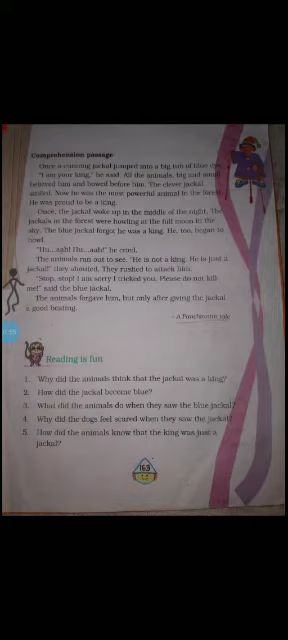 Comprehension passage
Once a cunning jackal jumped into a big tub of blue dye.
"I am your king," he said. All the animals, big and small
believed him and bowed before him. The clever jackal
smiled. Now he was the most powerful animal in the forest.
He was proud to be a king.
Once, the jackal woke up in the middle of the night. The
jackals in the forest were howling at the full moon in the
sky. The blue jackal forgot he was a king. He, too, began to
howl.
"Hu...aah! Hu...aah!" he cried.
The animals run out to see. "He is not a king. He is just a
jackal!" they shouted. They rushed to attack him.
"Stop, stop! I am sorry I tricked you. Please do not kill
me!" said the blue jackal.
The animals forgave him, but only after giving the jackal
a good beating.
– A Panchtantra tale
Reading is fun
1. Why did the animals think that the jackal was a king?
2. How did the jackal become blue?
3. What did the animals do when they saw the blue jackal?
4. Why did the dogs feel scared when they saw the jackal?
5. How did the animals know that the king was just a
jackal?
163